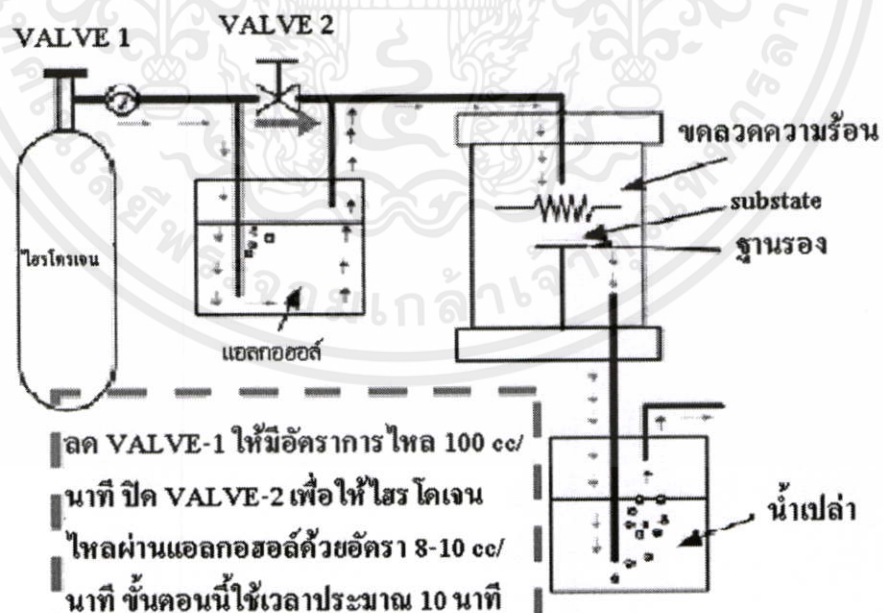 VALVE 1
VALVE 2
ขดลวดความร้อน
substate
ฐานรอง
ไฮรโดรเจน
แอลกอฮอล์
ลด VALVE-1 ให้มีอัตราการไหล 100 cc/
นาที ปิด VALVE-2 เพื่อให้ไฮรโดเจน
ไหลผ่านแอลกอฮอล์ด้วยอัตรา 8-10 cc/
นาที ขั้นตอนนี้ใช้เวลาประมาณ 10 นาที
น้ำเปล่า